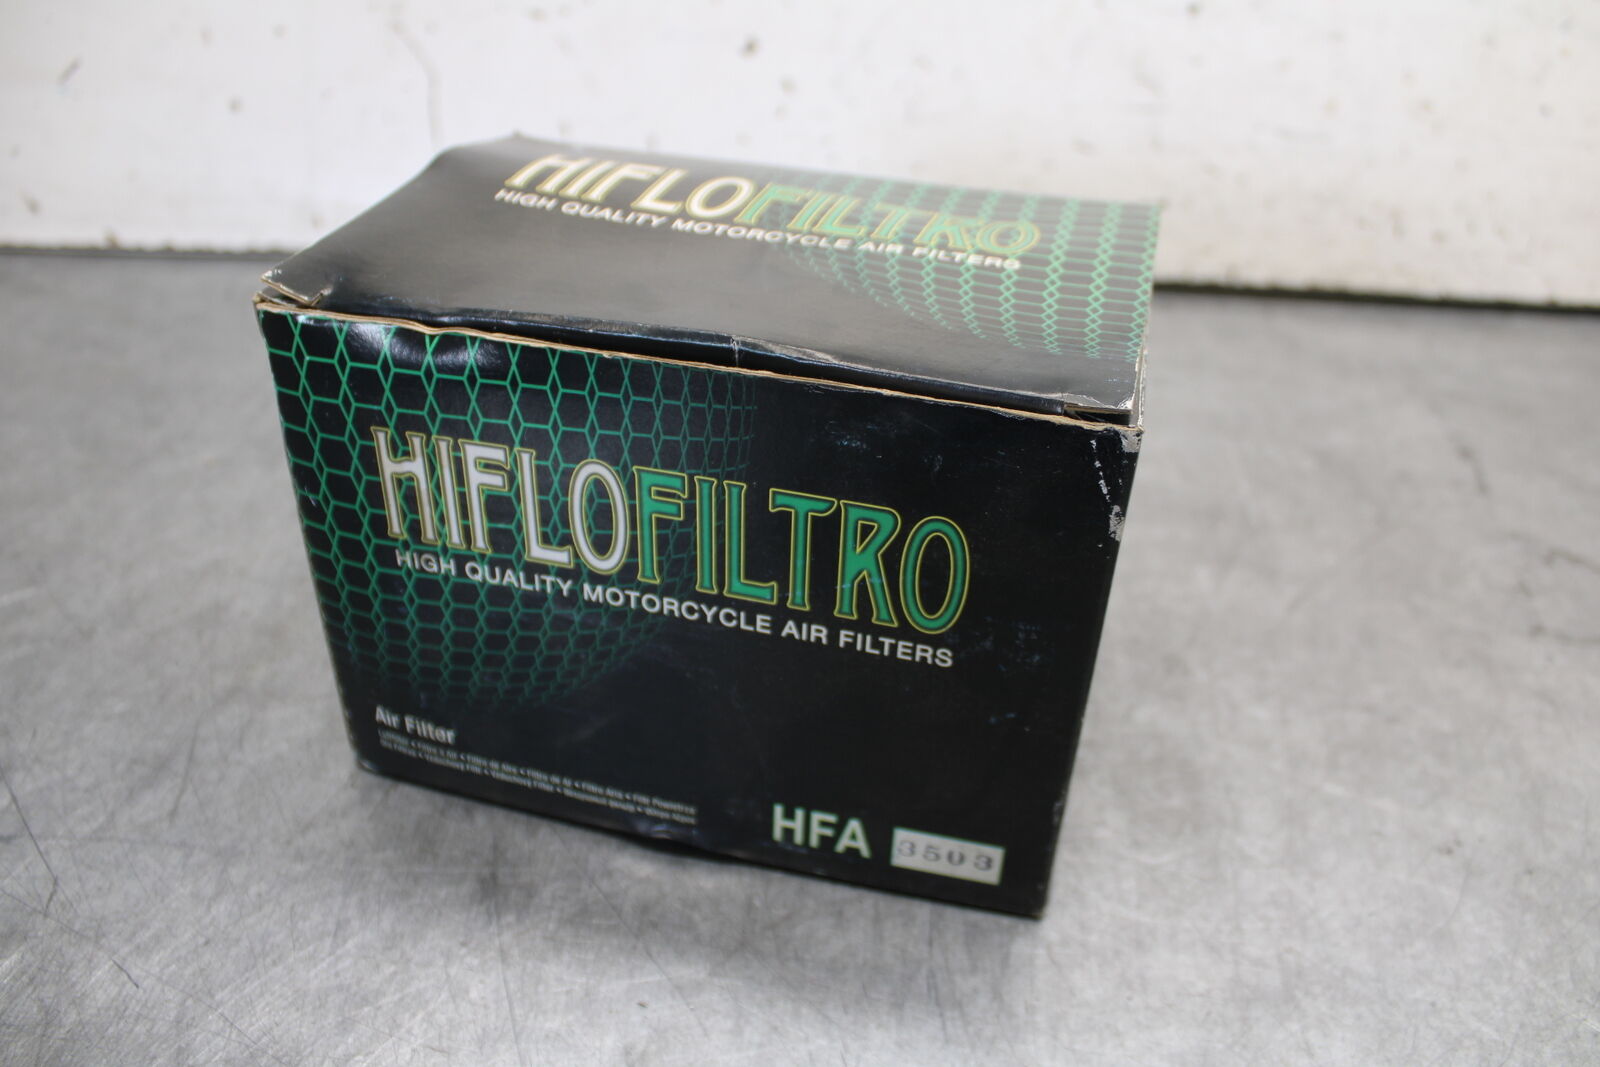 HIFLOFILTRO
HIGH QUALITY MOTORCYCLE AIR FILTERS
HIFLOFILTRO
HIGH QUALITY MOTORCYCLE AIR FILTERS
Air Filter
HFA 3503